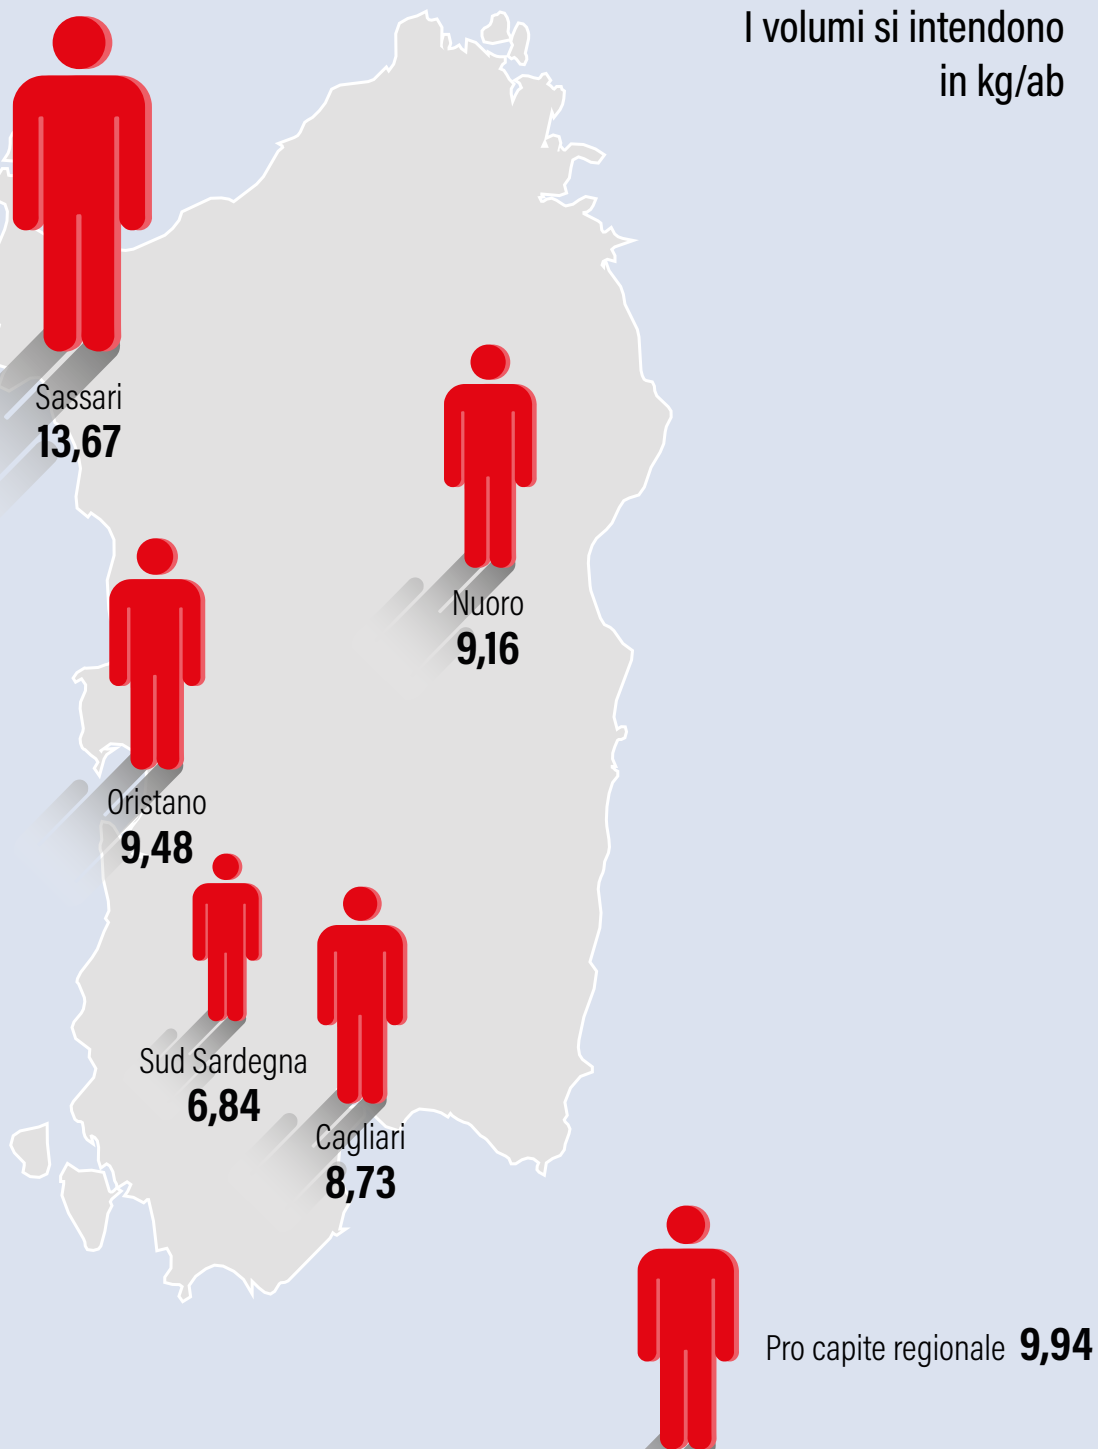 I volumi si intendono
in kg/ab
Sassari
13,67
Nuoro
9,16
Oristano
9,48
Sud Sardegna
6,84
Cagliari
8,73
Pro capite regionale 9,94